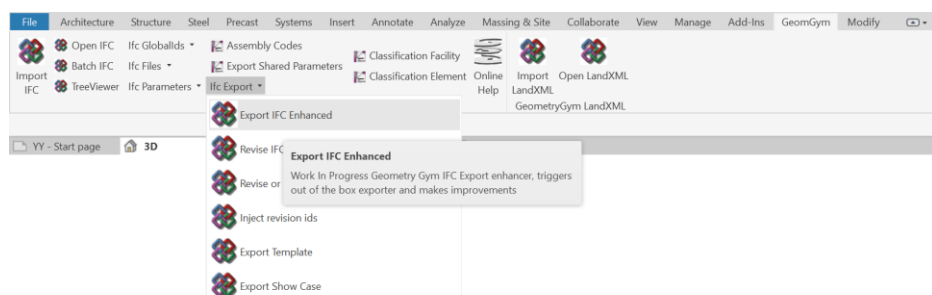 File Architecture Structure Steel Precast Systems Insert Annotate Analyze Massing & Site Collaborate View Manage Add-Ins GeomGym Modify
Open IFC Ifc GlobalIds Assembly Codes
Classification Facility
Batch IFC Ifc Files Export Shared Parameters
Import IFC
Classification Element Online Help Import LandXML Open LandXML
TreeViewer Ifc Parameters Ifc Export
GeometryGym LandXML
Export IFC Enhanced
YY - Start page 3D
Revise IFC
Export IFC Enhanced
Work In Progress Geometry Gym IFC Export enhancer, triggers
out of the box exporter and makes improvements
Revise or
Inject revision ids
Export Template
Export Show Case